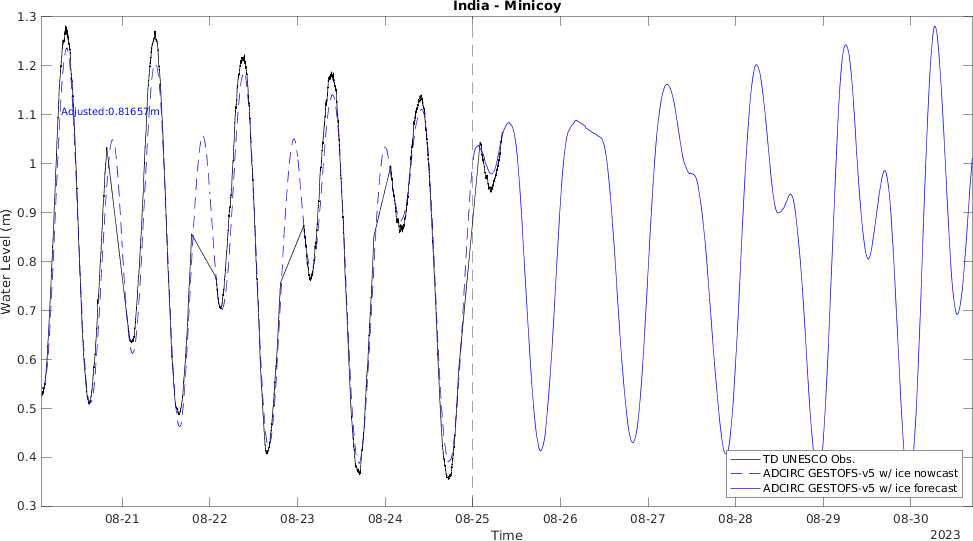 India - Minicoy
1.3
1.2
1.1
1
0.9
0.8
0.7
0.6
0.5
0.4
0.3
Water Level (m)
Adjusted:0.81657m
TD UNESCO Obs.
ADCIRC GESTOFS-v5 w/ ice nowcast
ADCIRC GESTOFS-v5 w/ ice forecast
08-21 08-22 08-23 08-24 08-25 08-26 08-27 08-28 08-29 08-30
Time
2023